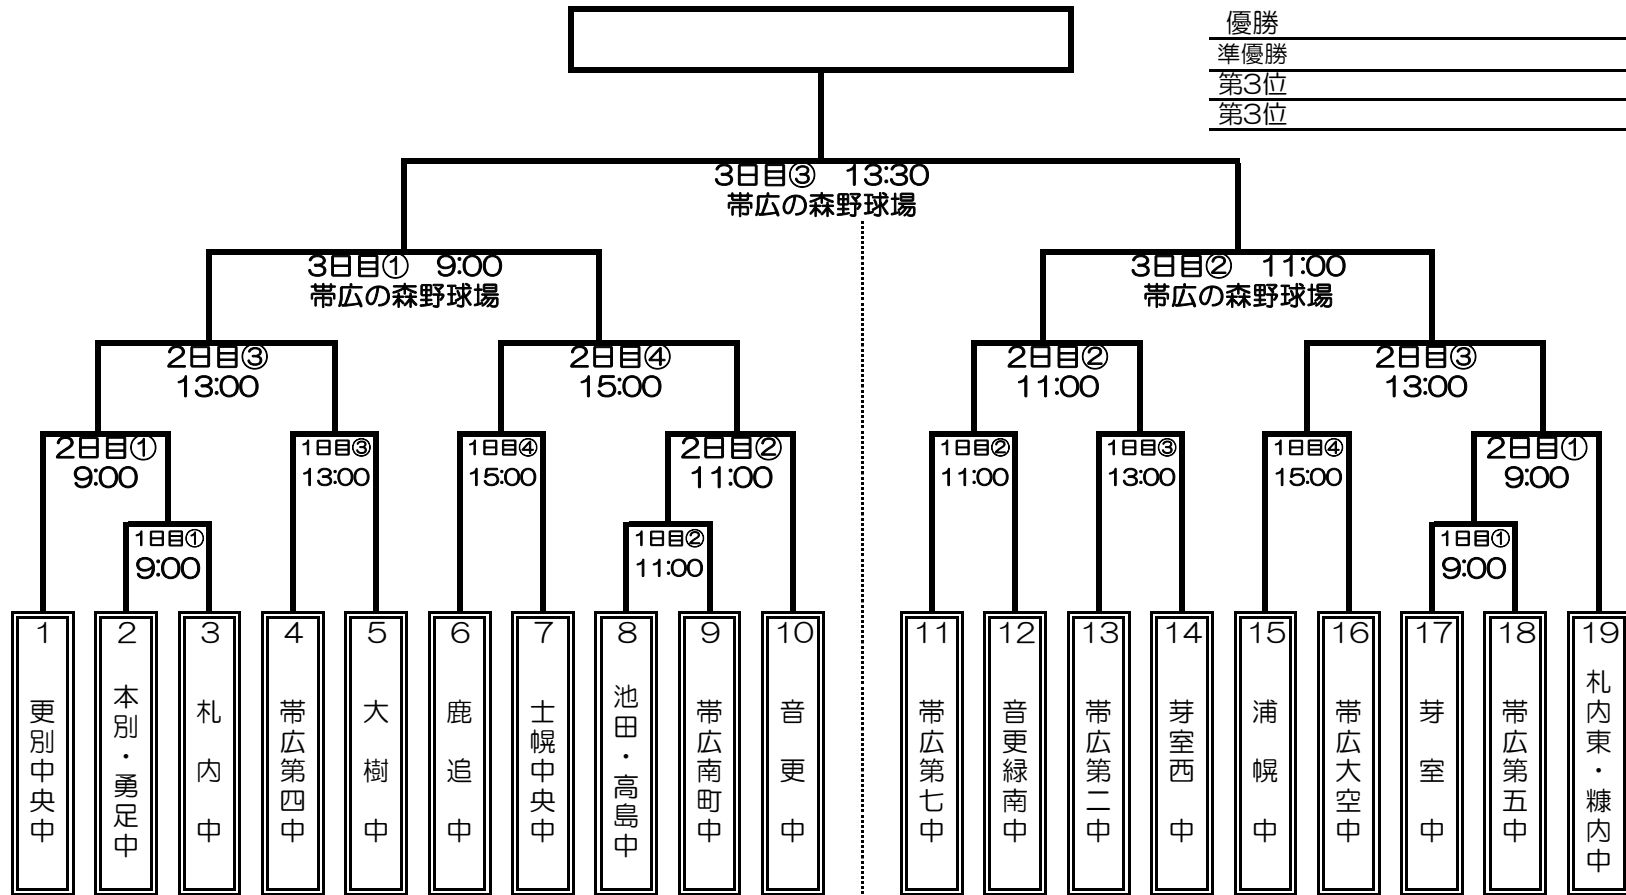 優勝
準優勝
第3位
第3位
3日目③　13:30
帯広の森野球場
3日目①　9:00
帯広の森野球場
3日目②　11:00
帯広の森野球場
2日目③
13:00
2日目④
15:00
2日目②
11:00
2日目③
13:00
2日目①
9:00
1日目③
13:00
1日目④
15:00
2日目②
11:00
1日目②
11:00
1日目③
13:00
1日目④
15:00
2日目①
9:00
1日目①
9:00
1日目②
11:00
1日目①
9:00
1
更別中央中
2
本別・勇足中
3
札内中
4
帯広第四中
5
大樹中
6
鹿追中
7
士幌中央中
8
池田・高島中
9
帯広南町中
10
音更中
11
帯広第七中
12
音更緑南中
13
帯広第二中
14
芽室西中
15
浦幌中
16
帯広大空中
17
芽室中
18
帯広第五中
19
札内東・糠内中